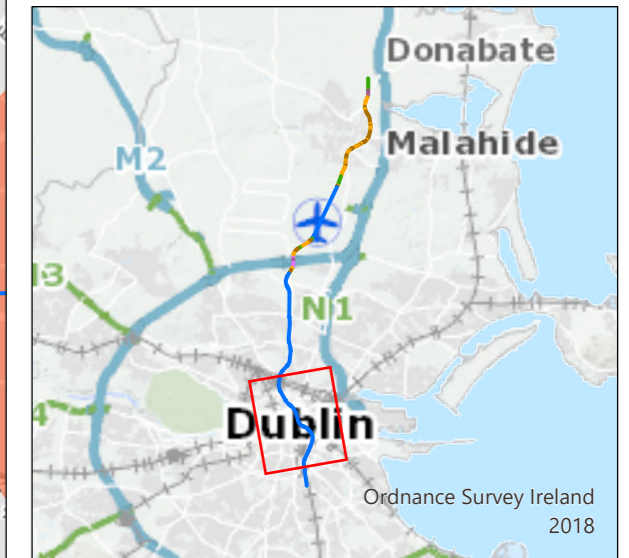 Donabate
Malahide
M2
N1
Dublin
Ordnance Survey Ireland
2018